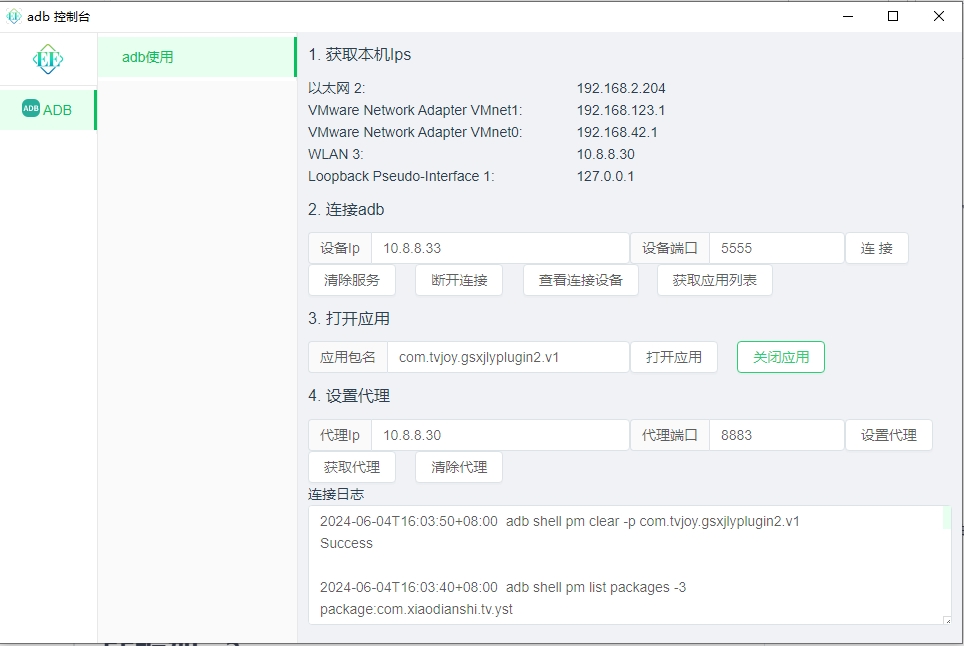 adb 控制台
EE
ADB ADB
adb使用
1. 获取本机Ips
以太网 2: 192.168.2.204
VMware Network Adapter VMnet1: 192.168.123.1
VMware Network Adapter VMnet0: 192.168.42.1
WLAN 3: 10.8.8.30
Loopback Pseudo-Interface 1: 127.0.0.1
2. 连接adb
设备Ip 10.8.8.33 设备端口 5555 连 接
清除服务 断开连接 查看连接设备 获取应用列表
3. 打开应用
应用包名 com.tvjoy.gsxjlyplugin2.v1 打开应用 关闭应用
4. 设置代理
代理Ip 10.8.8.30 代理端口 8883 设置代理
获取代理 清除代理
连接日志
2024-06-04T16:03:50+08:00  adb shell pm clear -p com.tvjoy.gsxjlyplugin2.v1
Success
2024-06-04T16:03:40+08:00  adb shell pm list packages -3
package:com.xiaodianshi.tv.yst